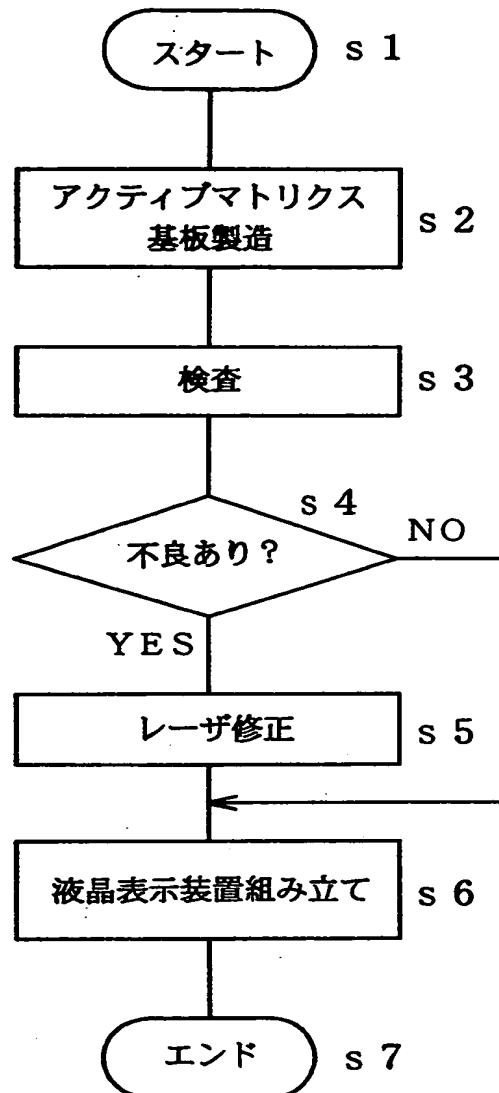 スタート
s 1
アクティブマトリクス
基板製造
s 2
検査
s 3
s 4
不良あり？
NO
YES
レーザ修正
s 5
液晶表示装置組み立て
s 6
エンド
s 7